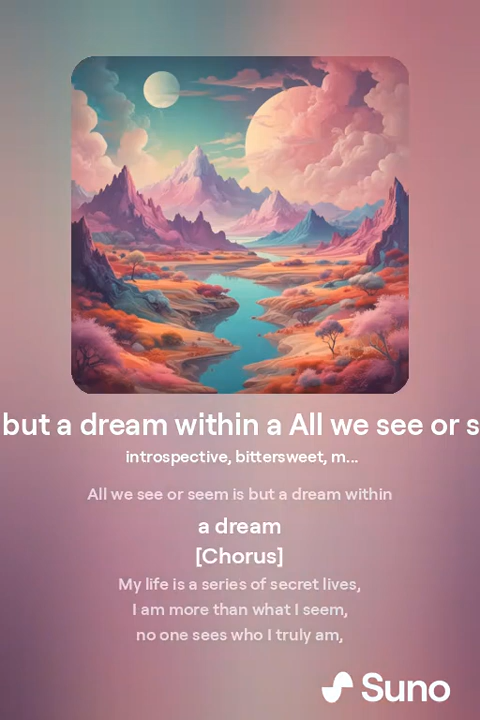 but a dream within a All we see or s
introspective, bittersweet, m...
All we see or seem is but a dream within
a dream
[Chorus]
My life is a series of secret lives,
I am more than what I seem,
no one sees who I truly am,
Suno